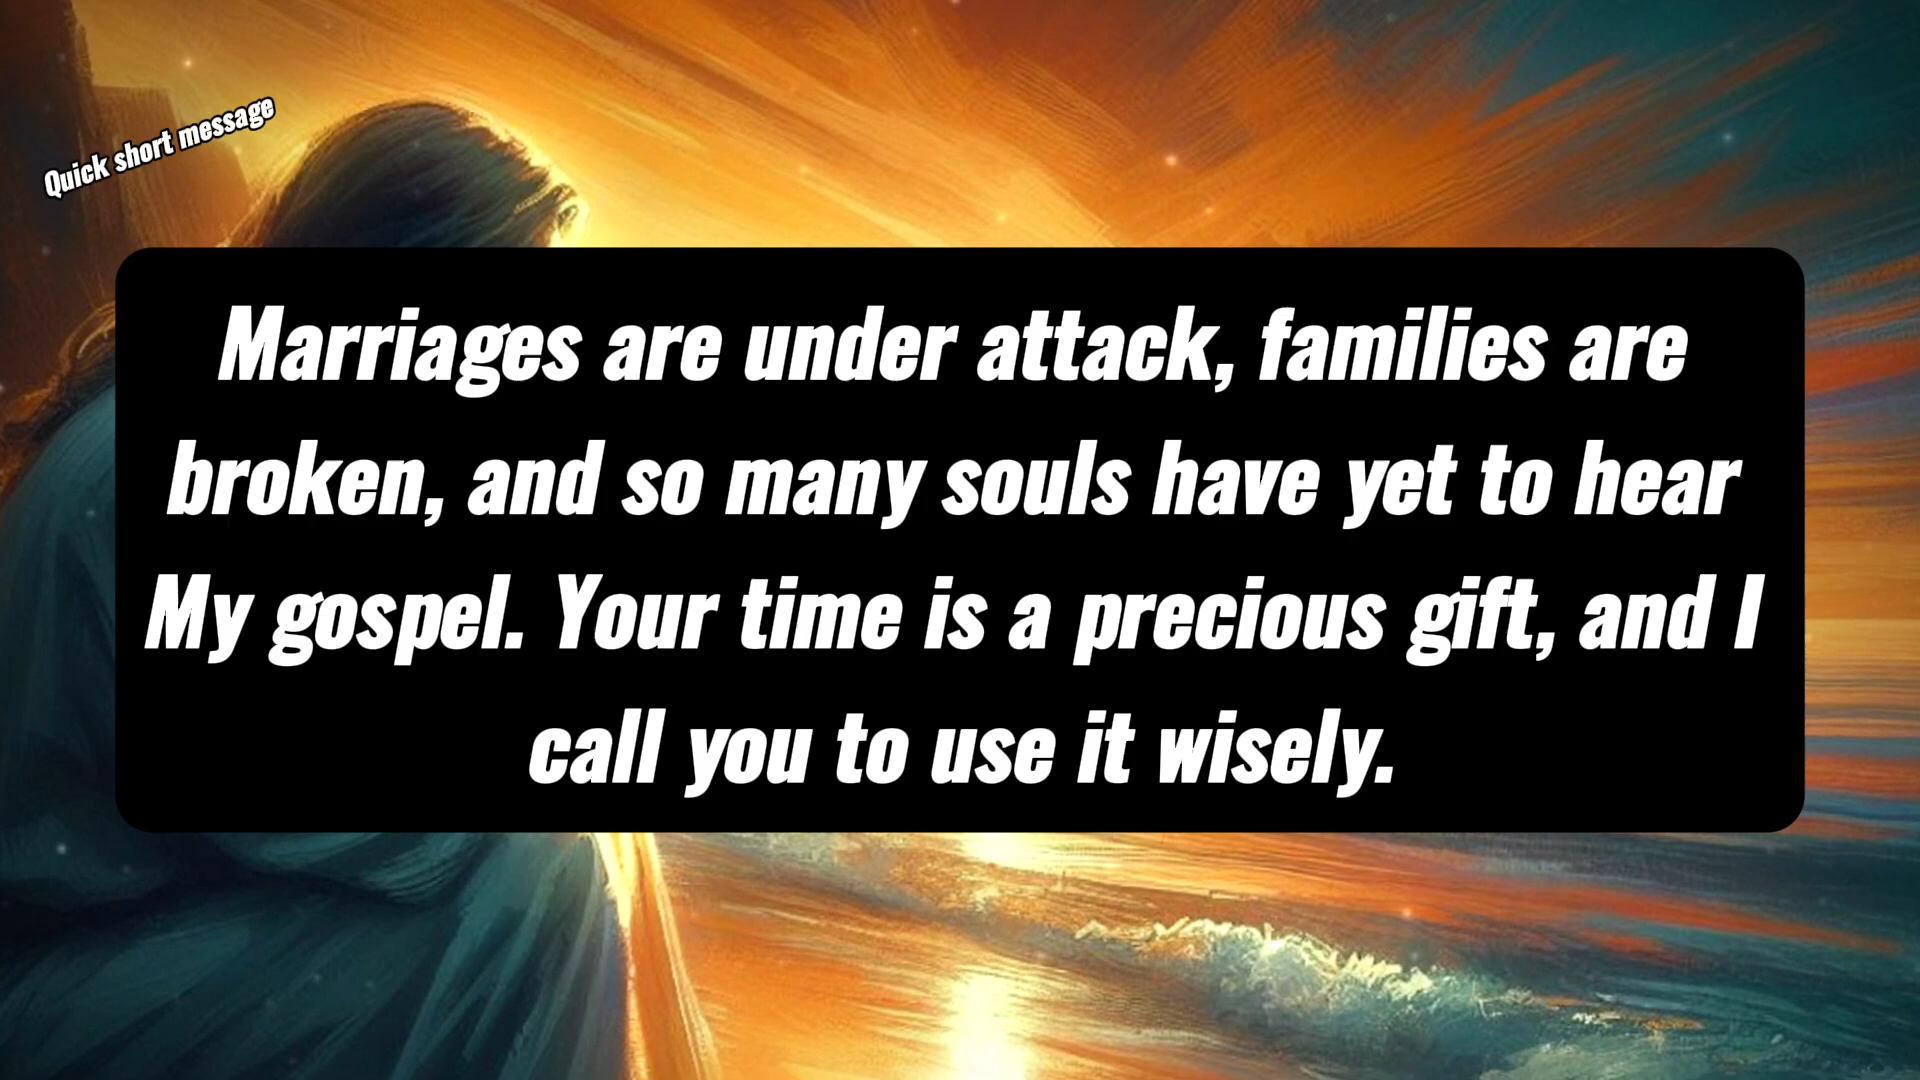 Quick short message
Marriages are under attack, families are
broken, and so many souls have yet to hear
My gospel. Your time is a precious gift, and I
call you to use it wisely.